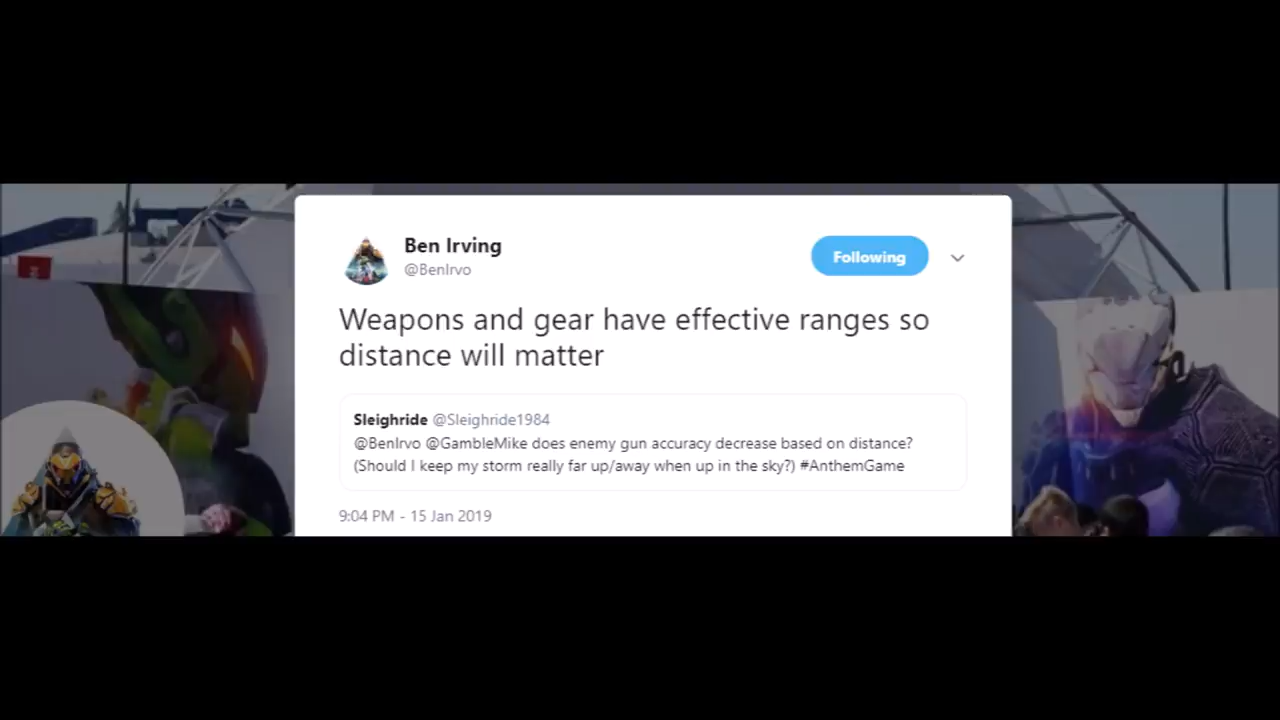 Ben Irving
@BenIrvo
Following
Weapons and gear have effective ranges so
distance will matter
Sleighride @Sleighride1984
@BenIrvo @GambleMike does enemy gun accuracy decrease based on distance?
(Should I keep my storm really far up/away when up in the sky?) #AnthemGame
9:04 PM - 15 Jan 2019